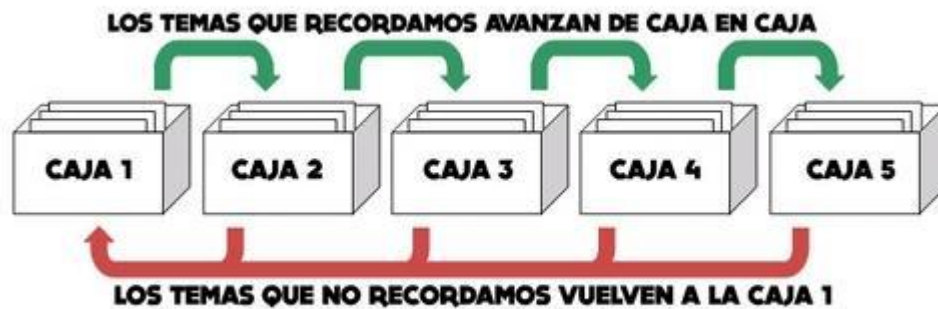 LOS TEMAS QUE RECORDAMOS AVANZAN DE CAJA EN CAJA
CAJA 1
CAJA 2
CAJA 3
CAJA 4
CAJA 5
LOS TEMAS QUE NO RECORDAMOS VUELVEN A LA CAJA 1